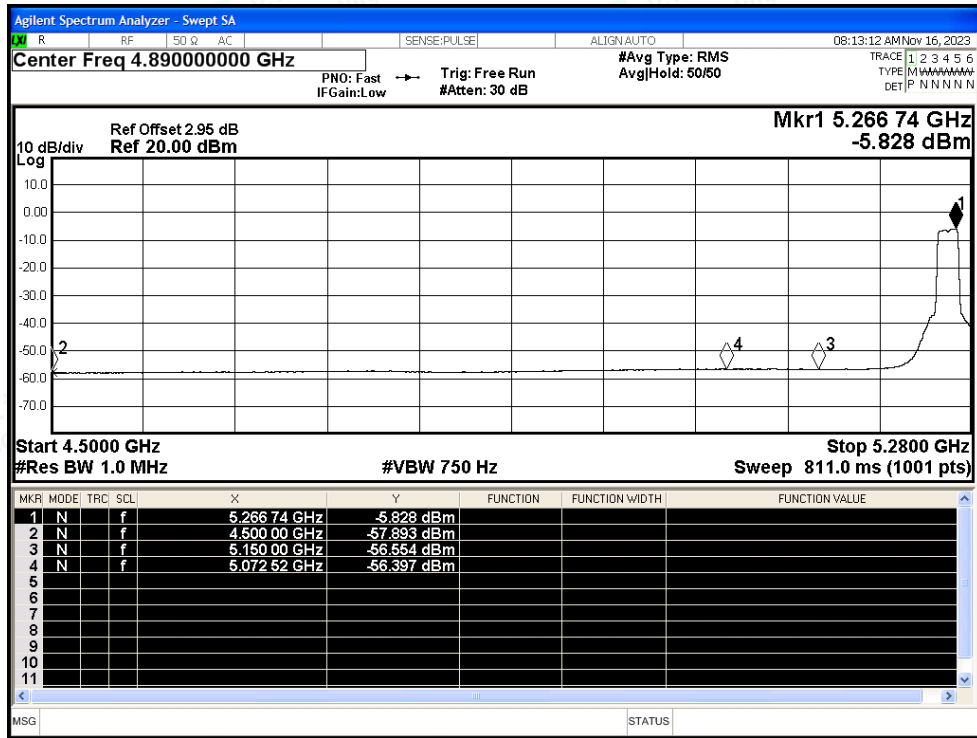 Agilent Spectrum Analyzer - Swept SA
LXI R RF 50 Ω AC SENSE:PULSE ALIGN AUTO 08:13:12 AM Nov 16, 2023
Center Freq 4.890000000 GHz
PNO: Fast Trig: Free Run #Avg Type: RMS TRACE 1 2 3 4 5 6
IFGain:Low #Atten: 30 dB Avg|Hold: 50/50 TYPE M
DET P N N N N N
Mkr1 5.266 74 GHz
-5.828 dBm
Ref Offset 2.95 dB
10 dB/div Ref 20.00 dBm
Log
10.0
0.00
-10.0
-20.0
-30.0
-40.0
-50.0
-60.0
-70.0
1
2
4
3
Start 4.5000 GHz Stop 5.2800 GHz
#Res BW 1.0 MHz #VBW 750 Hz Sweep 811.0 ms (1001 pts)
MKR MODE TRC SCL X Y FUNCTION FUNCTION WIDTH FUNCTION VALUE
1 N f 5.266 74 GHz -5.828 dBm
2 N f 4.500 00 GHz -57.893 dBm
3 N f 5.150 00 GHz -56.554 dBm
4 N f 5.072 52 GHz -56.397 dBm
5
6
7
8
9
10
11
MSG STATUS